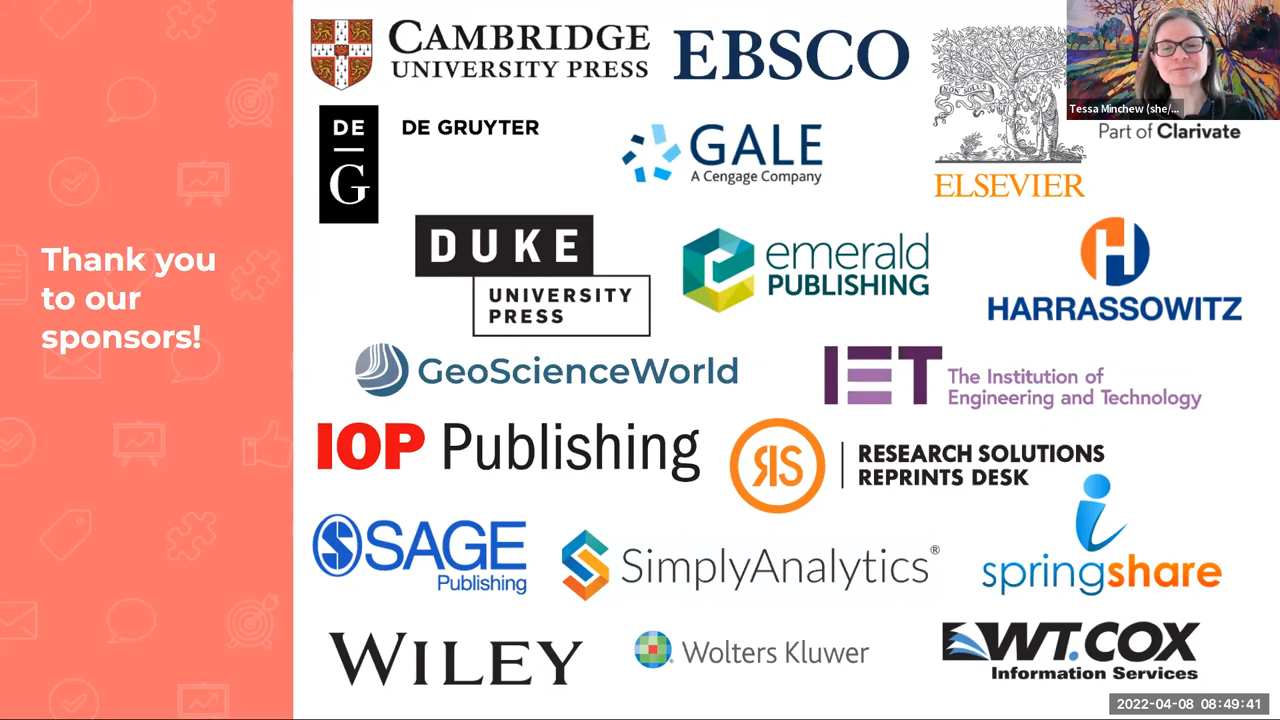 Thank you
to our
sponsors!
CAMBRIDGE
UNIVERSITY PRESS
EBSCO
NON SOLUS
ELSEVIER
Tessa Minchew (she/...
Part of Clarivate
DE
G
DE GRUYTER
GALE
A Cengage Company
DUKE
UNIVERSITY
PRESS
emerald
PUBLISHING
H
HARRASSOWITZ
GeoScienceWorld
IET
The Institution of
Engineering and Technology
IOP Publishing
RIS
RESEARCH SOLUTIONS
REPRINTS DESK
S
SAGE
Publishing
SimplyAnalytics®
springshare
WILEY
Wolters Kluwer
WT.COX
Information Services
2022-04-08 08:49:41